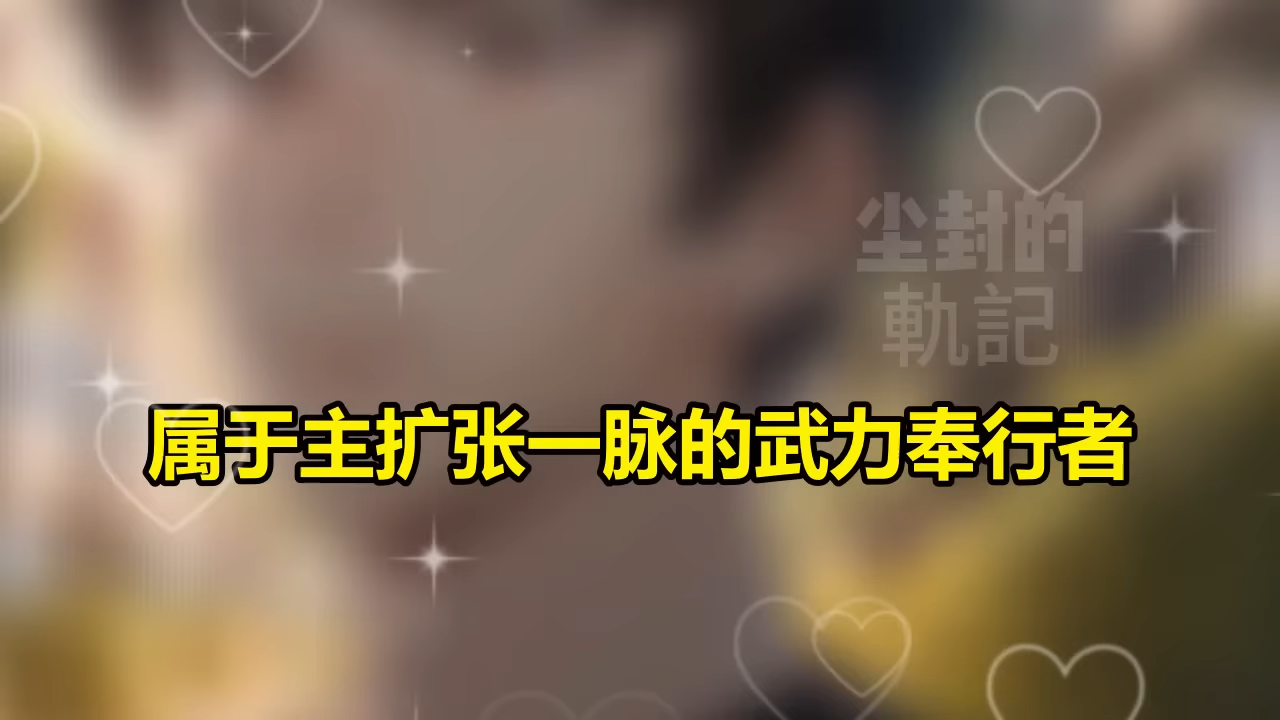 尘封的
軌記
属于主扩张一脉的武力奉行者